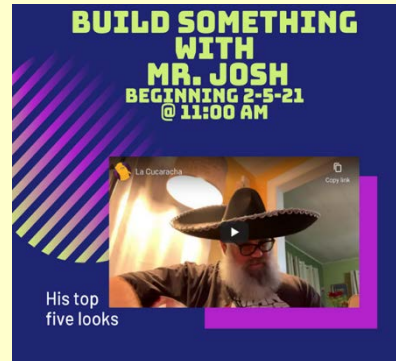 BUILD SOMETHING
WITH
MR. JOSH
BEGINNING 2-5-21
@ 11:00 AM
La Cucaracha
Copy link
His top
five looks